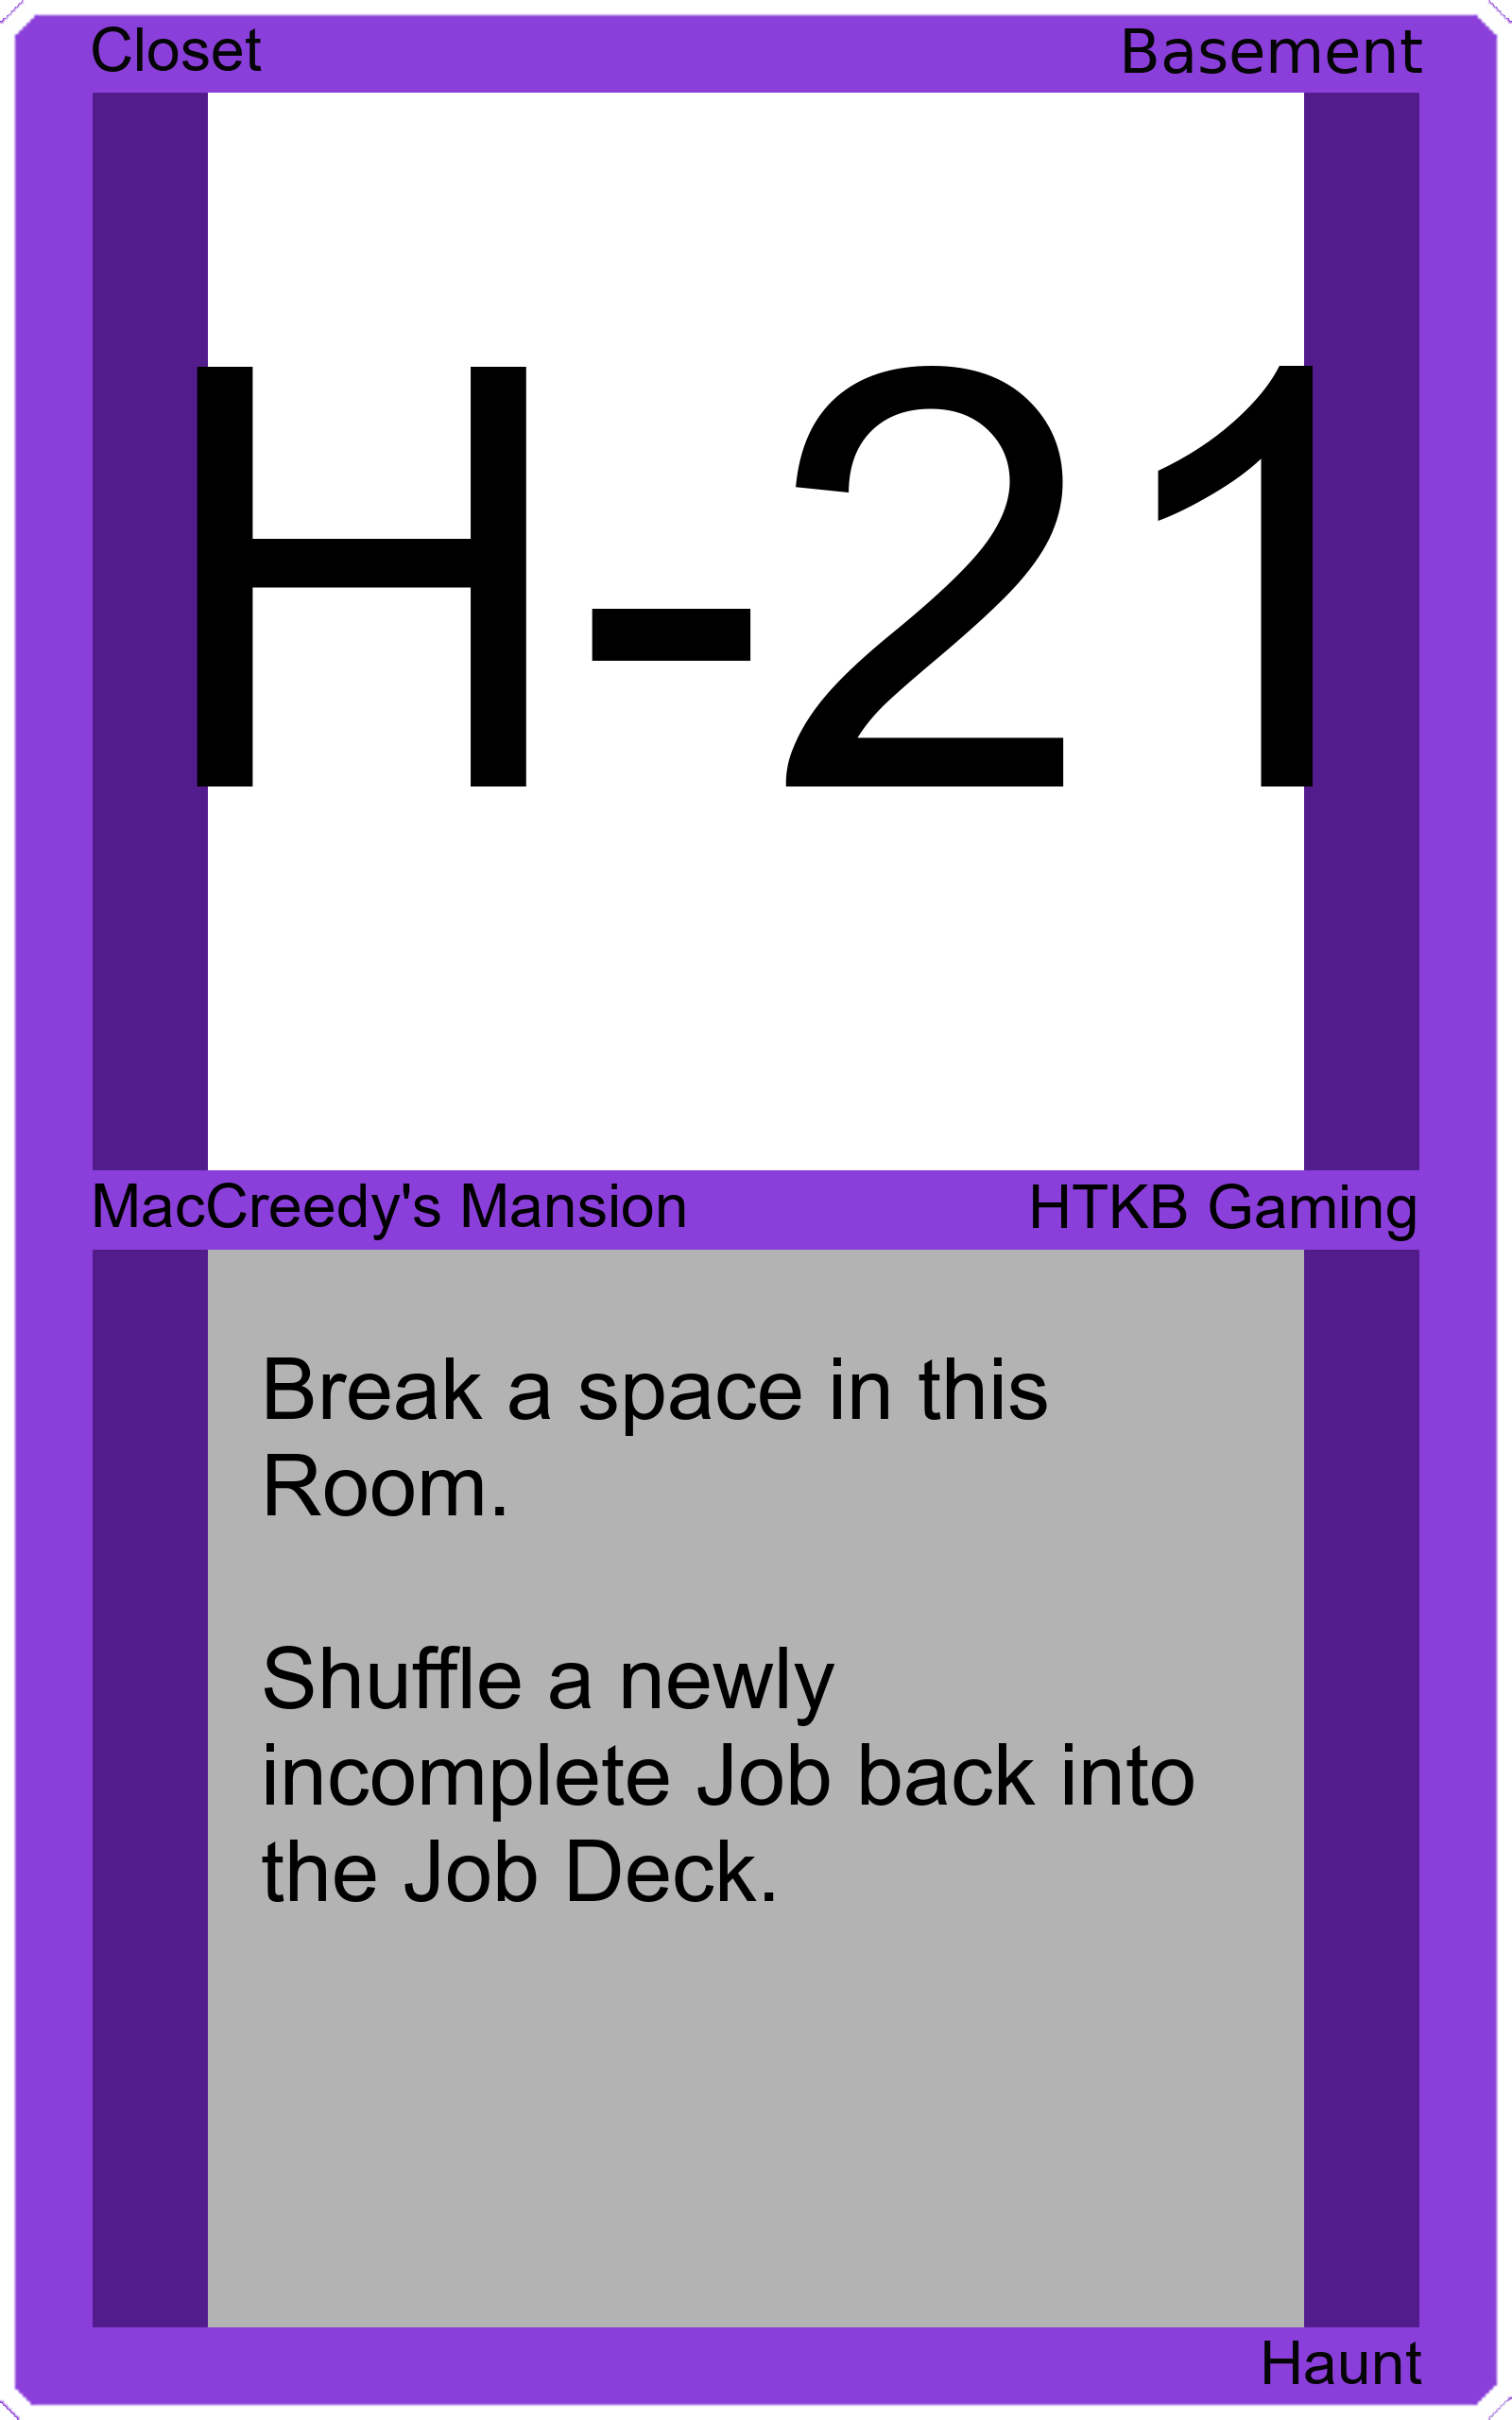 Closet Basement
H-21
MacCreedy's Mansion HTKB Gaming
Break a space in this
Room.
Shuffle a newly
incomplete Job back into
the Job Deck.
Haunt